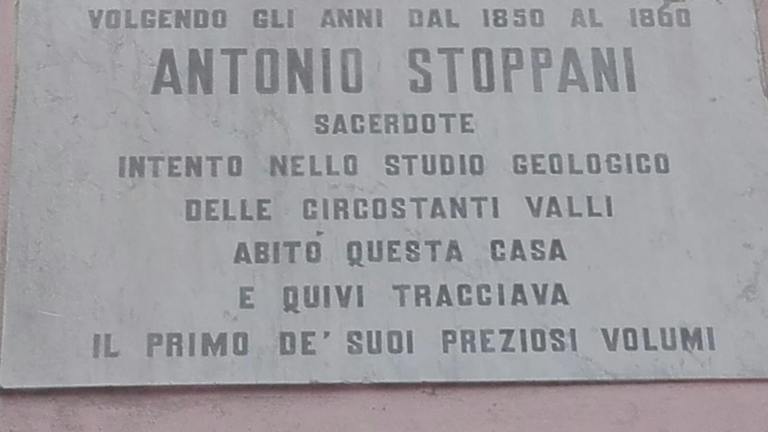 VOLGENDO GLI ANNI DAL 1850 AL 1860
ANTONIO STOPPANI
SACERDOTE
INTENTO NELLO STUDIO GEOLOGICO
DELLE CIRCOSTANTI VALLI
ABITÒ QUESTA CASA
E QUIVI TRACCIAVA
IL PRIMO DE' SUOI PREZIOSI VOLUMI